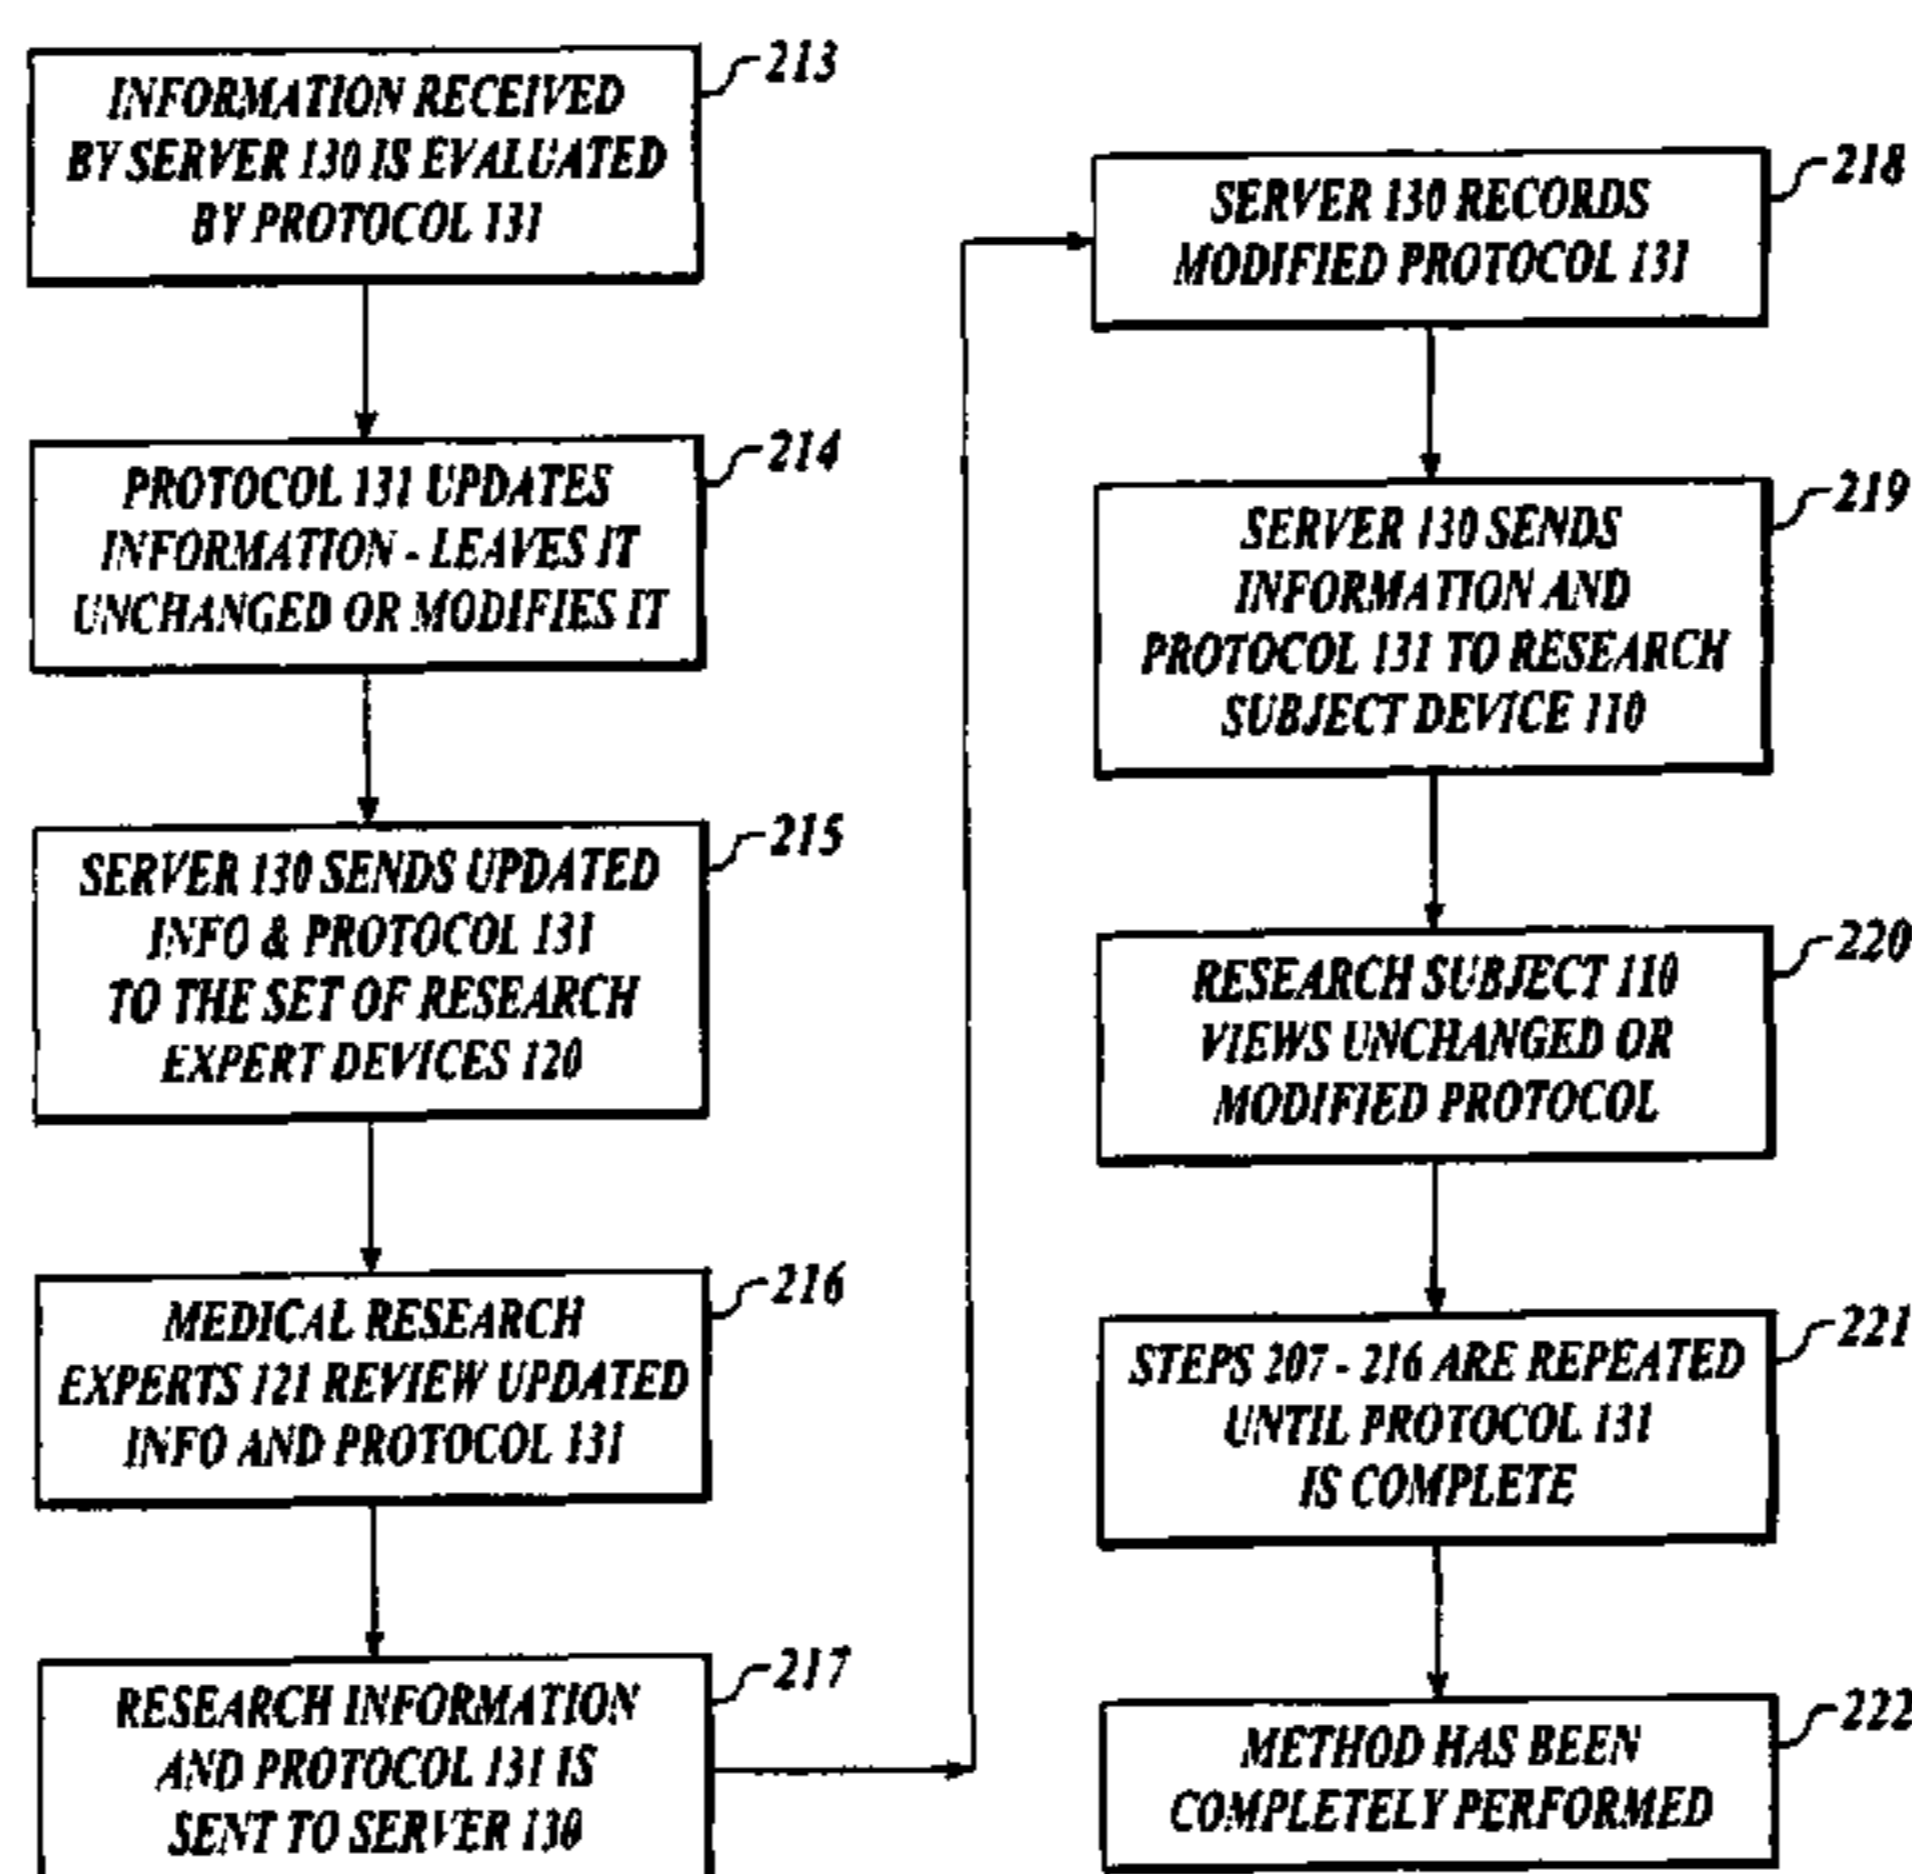 213
INFORMATION RECEIVED
BY SERVER 130 IS EVALUATED
BY PROTOCOL 131
214
PROTOCOL 131 UPDATES
INFORMATION - LEAVES IT
UNCHANGED OR MODIFIES IT
215
SERVER 130 SENDS UPDATED
INFO & PROTOCOL 131
TO THE SET OF RESEARCH
EXPERT DEVICES 120
216
MEDICAL RESEARCH
EXPERTS 121 REVIEW UPDATED
INFO AND PROTOCOL 131
217
RESEARCH INFORMATION
AND PROTOCOL 131 IS
SENT TO SERVER 130
218
SERVER 130 RECORDS
MODIFIED PROTOCOL 131
219
SERVER 130 SENDS
INFORMATION AND
PROTOCOL 131 TO RESEARCH
SUBJECT DEVICE 110
220
RESEARCH SUBJECT 110
VIEWS UNCHANGED OR
MODIFIED PROTOCOL
221
STEPS 207 - 216 ARE REPEATED
UNTIL PROTOCOL 131
IS COMPLETE
222
METHOD HAS BEEN
COMPLETELY PERFORMED